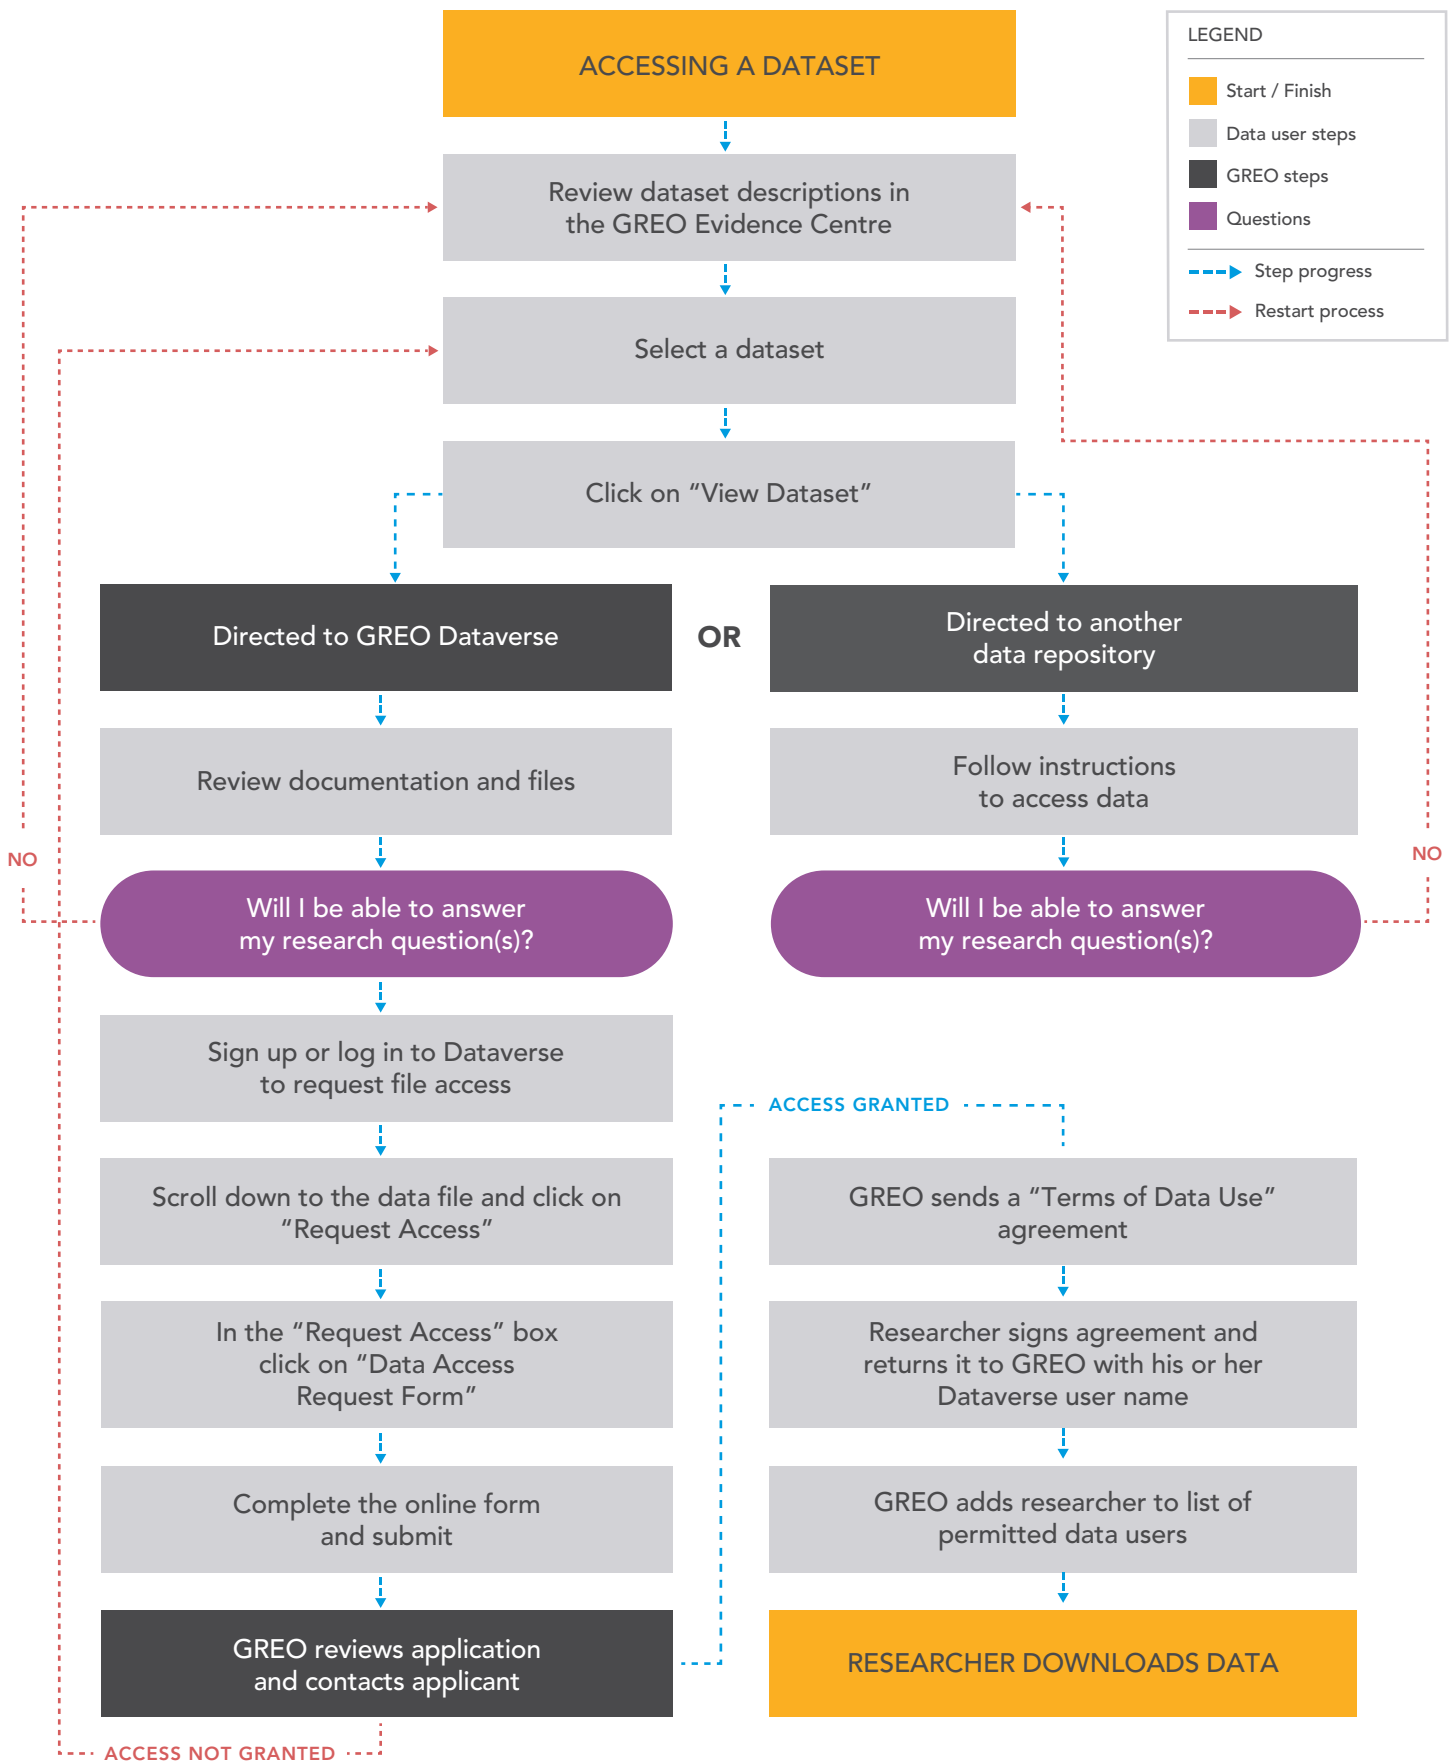 ACCESSING A DATASET
LEGEND
Start / Finish
Data user steps
GREO steps
Questions
Step progress
Restart process
Review dataset descriptions in
the GREO Evidence Centre
Select a dataset
Click on “View Dataset”
Directed to GREO Dataverse
OR
Directed to another
data repository
Review documentation and files
Follow instructions
to access data
NO
NO
Will I be able to answer
my research question(s)?
Will I be able to answer
my research question(s)?
Sign up or log in to Dataverse
to request file access
Scroll down to the data file and click on
“Request Access”
In the “Request Access” box
click on “Data Access
Request Form”
Complete the online form
and submit
GREO reviews application
and contacts applicant
ACCESS NOT GRANTED
ACCESS GRANTED
GREO sends a “Terms of Data Use”
agreement
Researcher signs agreement and
returns it to GREO with his or her
Dataverse user name
GREO adds researcher to list of
permitted data users
RESEARCHER DOWNLOADS DATA